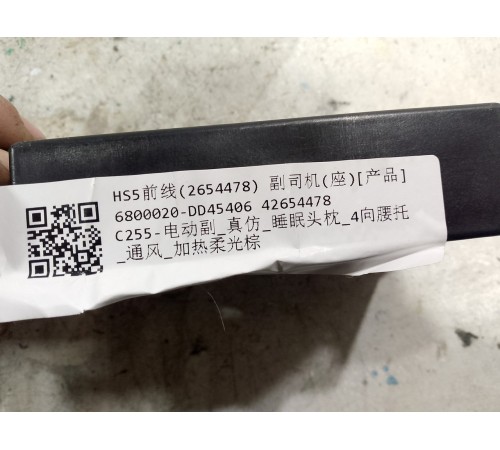 HS5前线(2654478) 副司机(座)[产品]
6800020-DD45406 42654478
C255-电动副_真仿_睡眠头枕_4向腰托
_通风_加热柔光棕